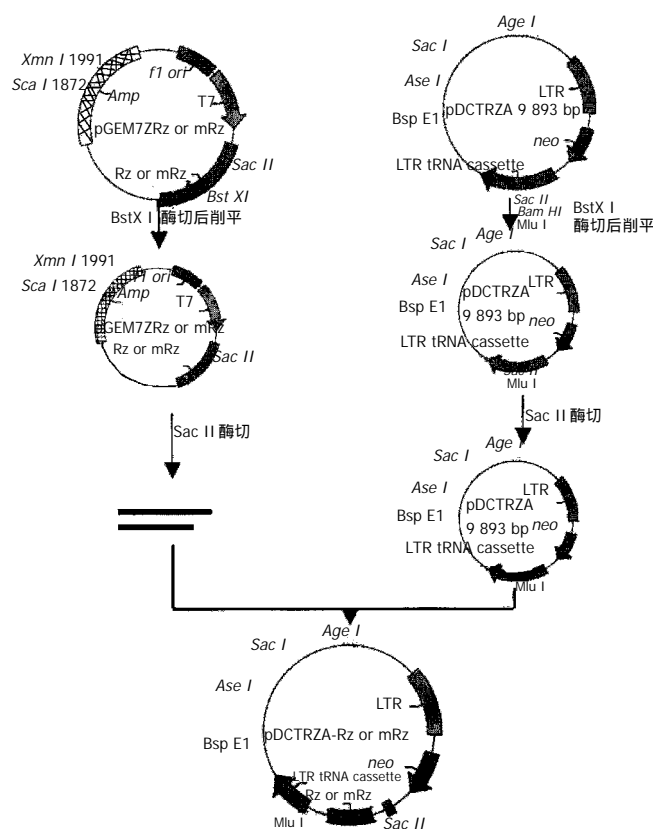 Xmn I 1991
Sca I 1872
f1 ori
Amp
T7
pGEM7ZRz or mRz
Sac II
Rz or mRz
Bst XI
BstX I 酶切后削平
Age I
Sac I
Ase I
LTR
Bsp E1
pDCTRZA 9 893 bp
neo
LTR tRNA cassette
Sac II
Bam HI
Mlu I
BstX I
酶切后削平
Xmn I 1991
Sca I 1872
f1 ori
Amp
T7
pGEM7ZRz or mRz
Rz or mRz
Sac II
Sac II 酶切
Age I
Sac I
Ase I
pDCTRZA
LTR
Bsp E1
9 893 bp
neo
LTR tRNA cassette
Sac II
Mlu I
Sac II 酶切
Age I
Sac I
Ase I
LTR
pDCTRZA
Bsp E1
9 893 bp
neo
LTR tRNA cassette
Mlu I
Age I
Sac I
Ase I
LTR
Bsp E1
pDCTRZA-Rz or mRz
neo
LTR tRNA cassette
Rz or mRz
Mlu I
Sac II